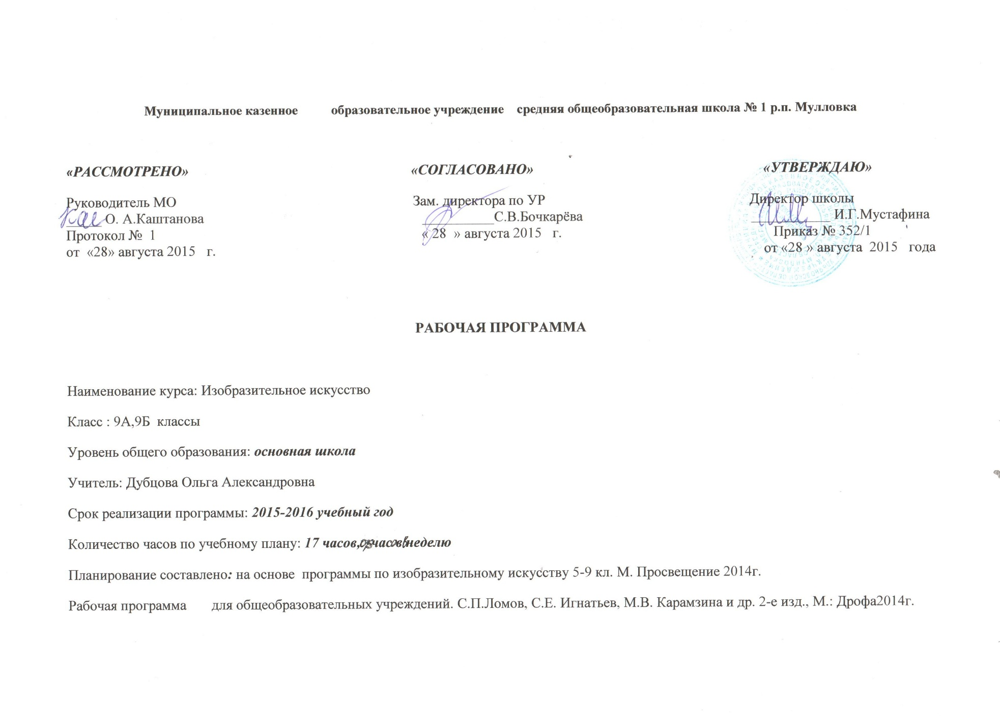 Муниципальное казенное образовательное учреждение средняя общеобразовательная школа № 1 р.п. Мулловка
«РАССМОТРЕНО» «СОГЛАСОВАНО» «УТВЕРЖДАЮ»
Руководитель МО Зам. директора по УР Директор школы
______О. А.Каштанова __________С.В.Бочкарёва ___________ И.Г.Мустафина
Протокол № 1 « 28 » августа 2015 г. Приказ № 352/1
от «28» августа 2015 г. от «28 » августа 2015 года
РАБОЧАЯ ПРОГРАММА
Наименование курса: Изобразительное искусство
Класс : 9А,9Б классы
Уровень общего образования: основная школа
Учитель: Дубцова Ольга Александровна
Срок реализации программы: 2015-2016 учебный год
Количество часов по учебному плану: 17 часов, неделю
Планирование составлено: на основе программы по изобразительному искусству 5-9 кл. М. Просвещение 2014г.
Рабочая программа для общеобразовательных учреждений. С.П.Ломов, С.Е. Игнатьев, М.В. Карамзина и др. 2-е изд., М.: Дрофа2014г.